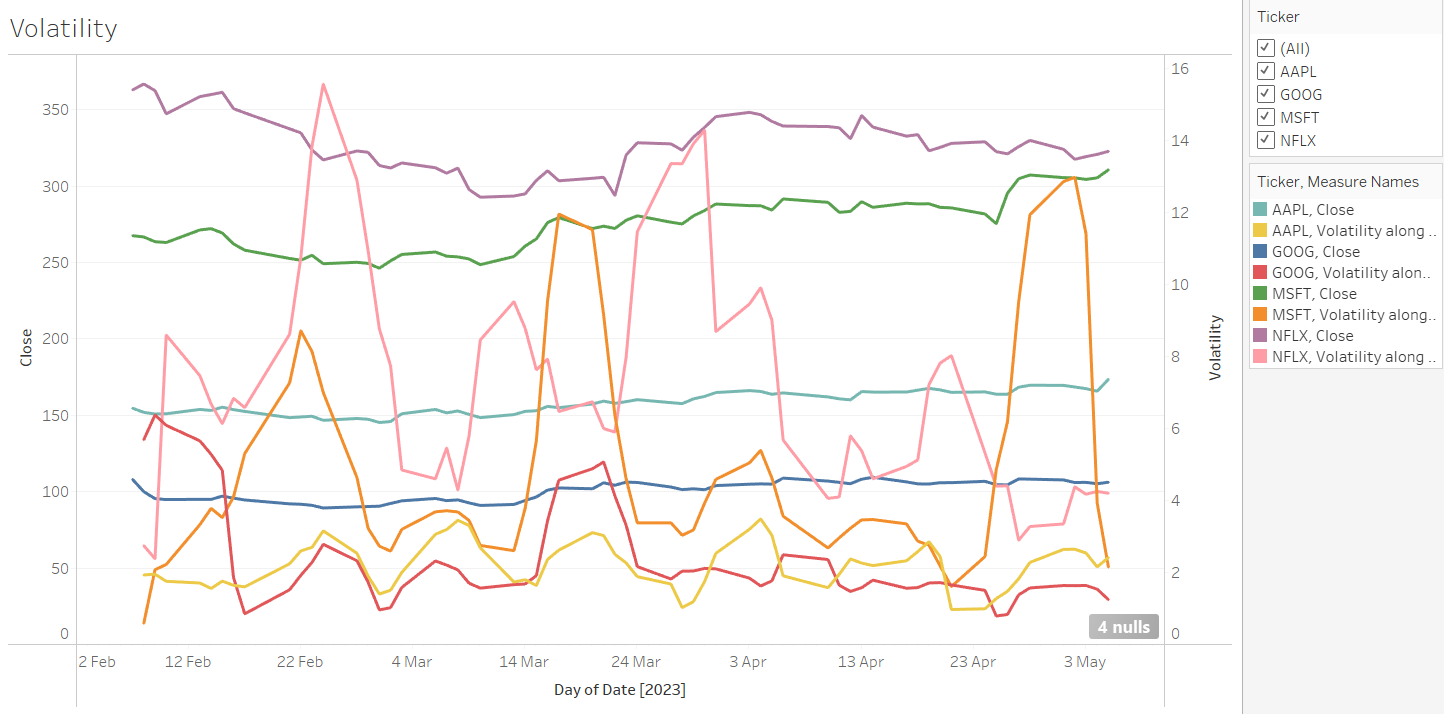 Volatility
350
300
250
200
150
100
50
0
Close
16
14
12
10
8
6
4
2
0
Volatility
4 nulls
2 Feb 12 Feb 22 Feb 4 Mar 14 Mar 24 Mar 3 Apr 13 Apr 23 Apr 3 May
Day of Date [2023]
Ticker
(All)
AAPL
GOOG
MSFT
NFLX
Ticker, Measure Names
AAPL, Close
AAPL, Volatility along ..
GOOG, Close
GOOG, Volatility alon..
MSFT, Close
MSFT, Volatility along..
NFLX, Close
NFLX, Volatility along ..